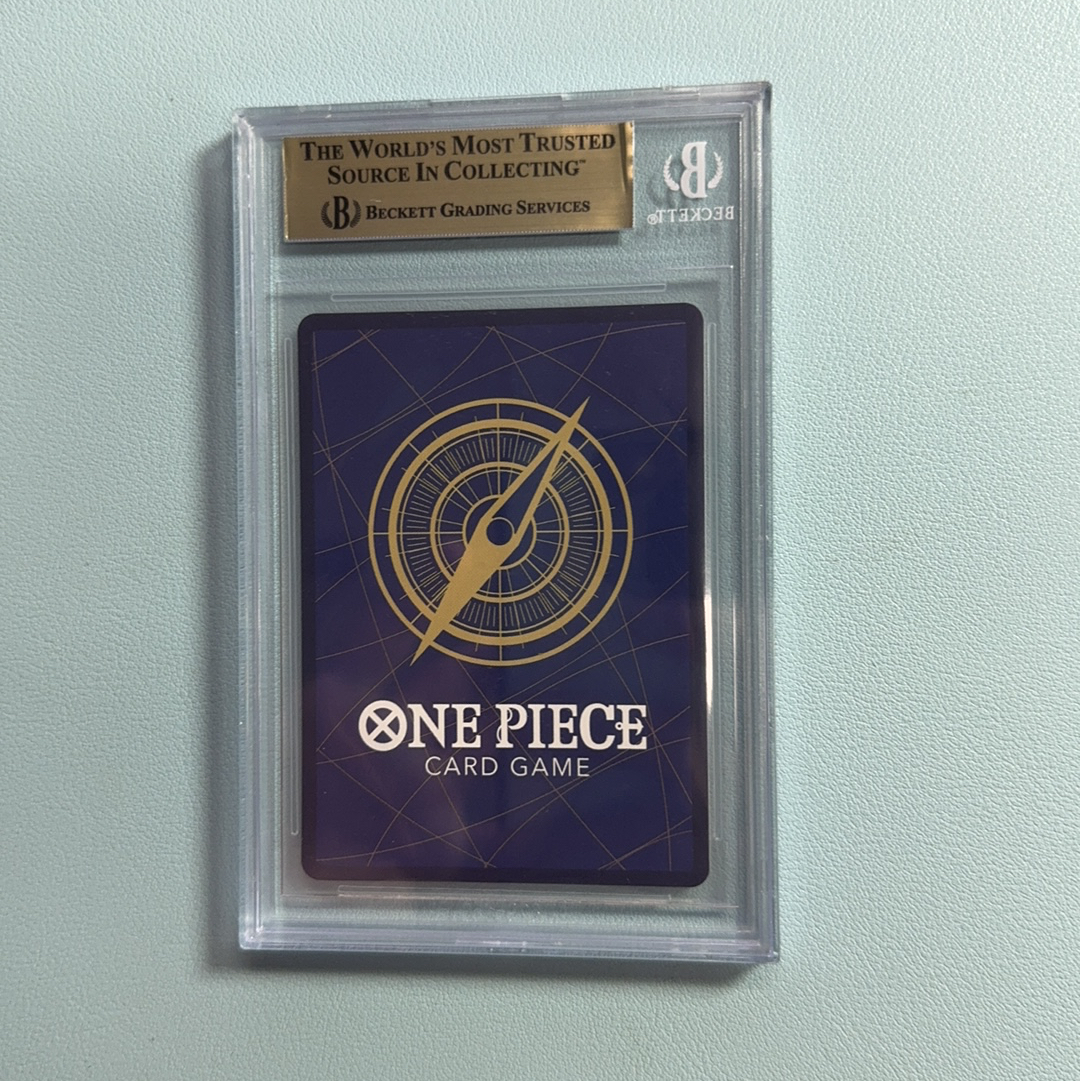 THE WORLD'S MOST TRUSTED
SOURCE IN COLLECTING™
B BECKETT GRADING SERVICES
B
BECKETT®
ONE PIECE
CARD GAME